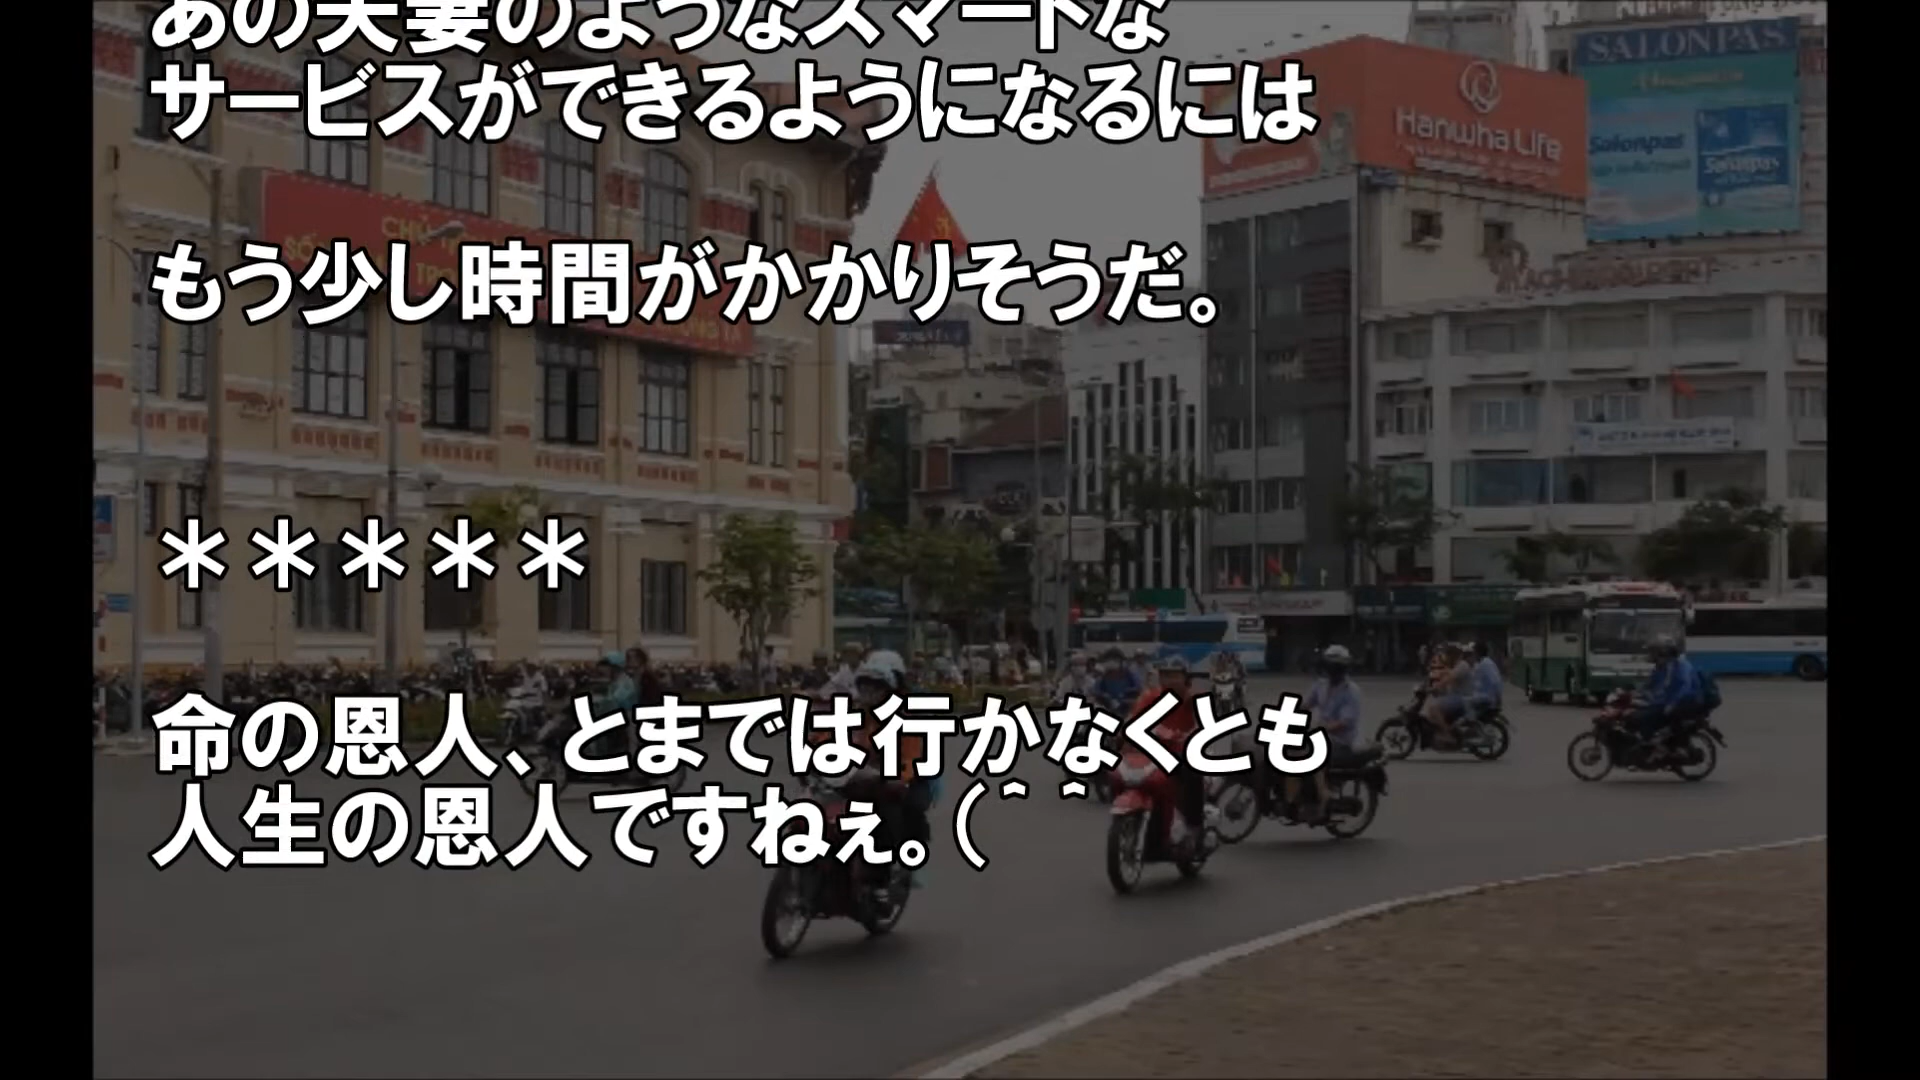 あの夫妻のようなスマートな
サービスができるようになるには
もう少し時間がかかりそうだ。
＊＊＊＊＊
命の恩人、とまでは行かなくとも
人生の恩人ですねぇ。(＾＾
SALONPAS
Hanwha Life
Salonpas
Salonpas